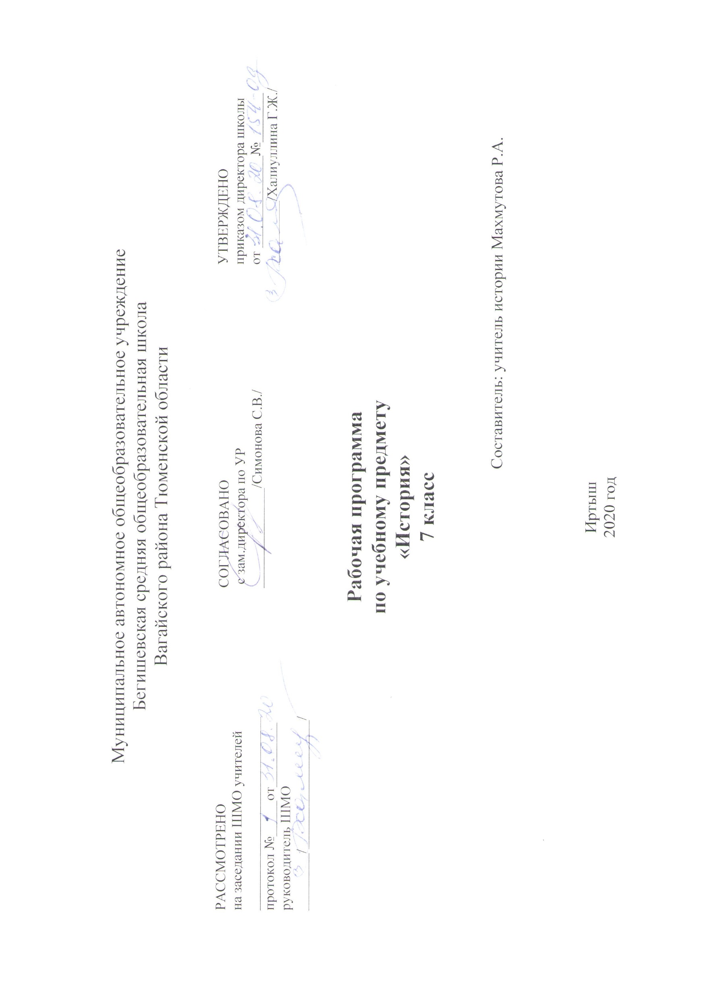 Муниципальное автономное общеобразовательное учреждение
Бегишевская средняя общеобразовательная школа
Вагайского района Тюменской области
РАССМОТРЕНО
на заседании ШМО учителей
протокол № 1 от 31.08.20
руководитель ШМО
/ /
СОГЛАСОВАНО
с зам.директора по УР
/Симонова С.В./
УТВЕРЖДЕНО
приказом директора школы
от 31.08.20 № 154-од
/Халиуллина Г.Ж./
Рабочая программа
по учебному предмету
«История»
7 класс
Составитель: учитель истории Махмутова Р.А.
Иртыш
2020 год